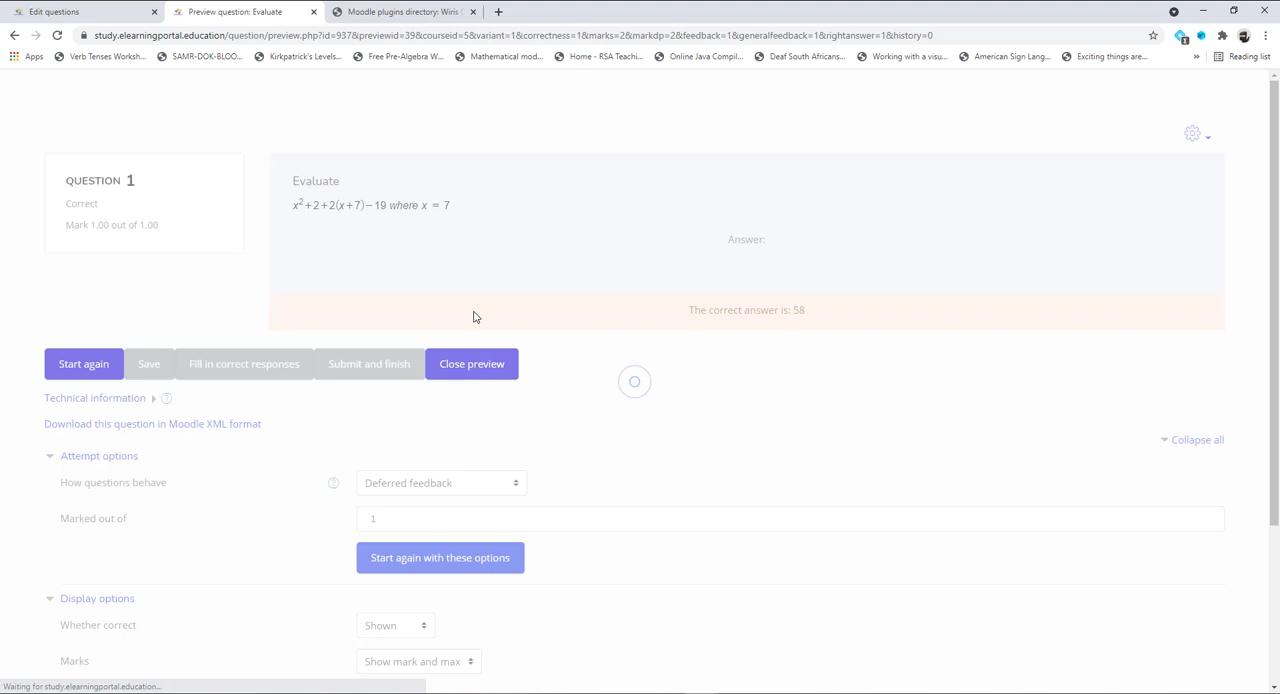 Edit questions
Preview question: Evaluate
Moodle plugins directory: Wiris
study.elearningportal.education/question/preview.php?id=937&previewid=39&courseid=5&variant=1&correctness=1&marks=2&markdp=2&feedback=1&generalfeedback=1&rightanswer=1&history=0
Apps
Verb Tenses Worksh...
SAMR-DOK-BLOO...
Kirkpatrick's Levels...
Free Pre-Algebra W...
Mathematical mod...
Home - RSA Teachi...
Online Java Compil...
Deaf South Africans...
Working with a visu...
American Sign Lang...
Exciting things are...
»
Reading list
QUESTION 1
Correct
Mark 1.00 out of 1.00
Evaluate
x²+2+2(x+7)−19 where x = 7
Answer:
The correct answer is: 58
Start again
Save
Fill in correct responses
Submit and finish
Close preview
Technical information
Download this question in Moodle XML format
Collapse all
Attempt options
How questions behave
Deferred feedback
Marked out of
1
Start again with these options
Display options
Whether correct
Shown
Marks
Show mark and max
Waiting for study.elearningportal.education...